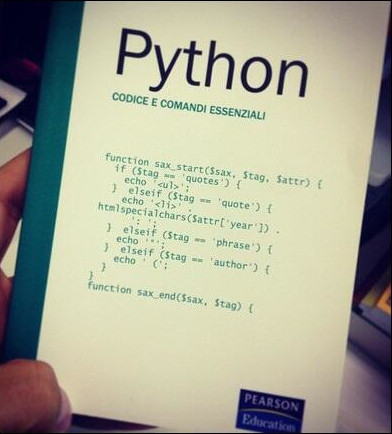 Python
CODICE E COMANDI ESSENZIALI
function sax_start($sax, $tag, $attr) {
if ($tag == 'quotes') {
echo '<ul>';
} elseif ($tag == 'quote') {
echo '<li>' .
htmlspecialchars($attr['year']) .
': ';
} elseif ($tag == 'phrase') {
echo '"';
} elseif ($tag == 'author') {
echo ' (';
}
}
function sax_end($sax, $tag) {
PEARSON
Education